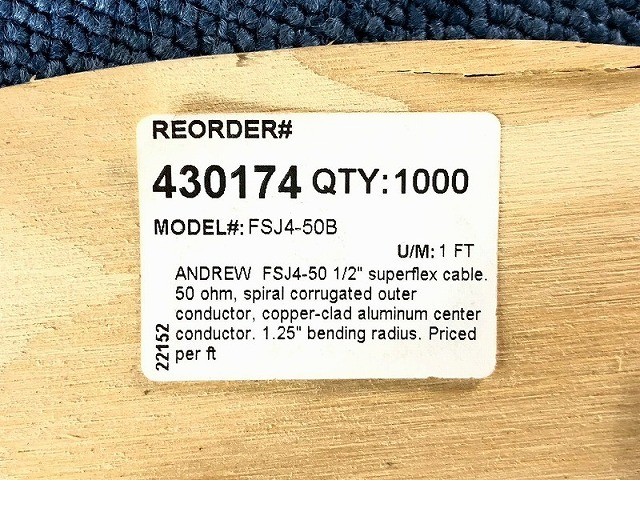 REORDER#
430174 QTY: 1000
MODEL#: FSJ4-50B
U/M: 1 FT
ANDREW FSJ4-50 1/2" superflex cable.
50 ohm, spiral corrugated outer
conductor, copper-clad aluminum center
conductor. 1.25" bending radius. Priced
per ft
22152